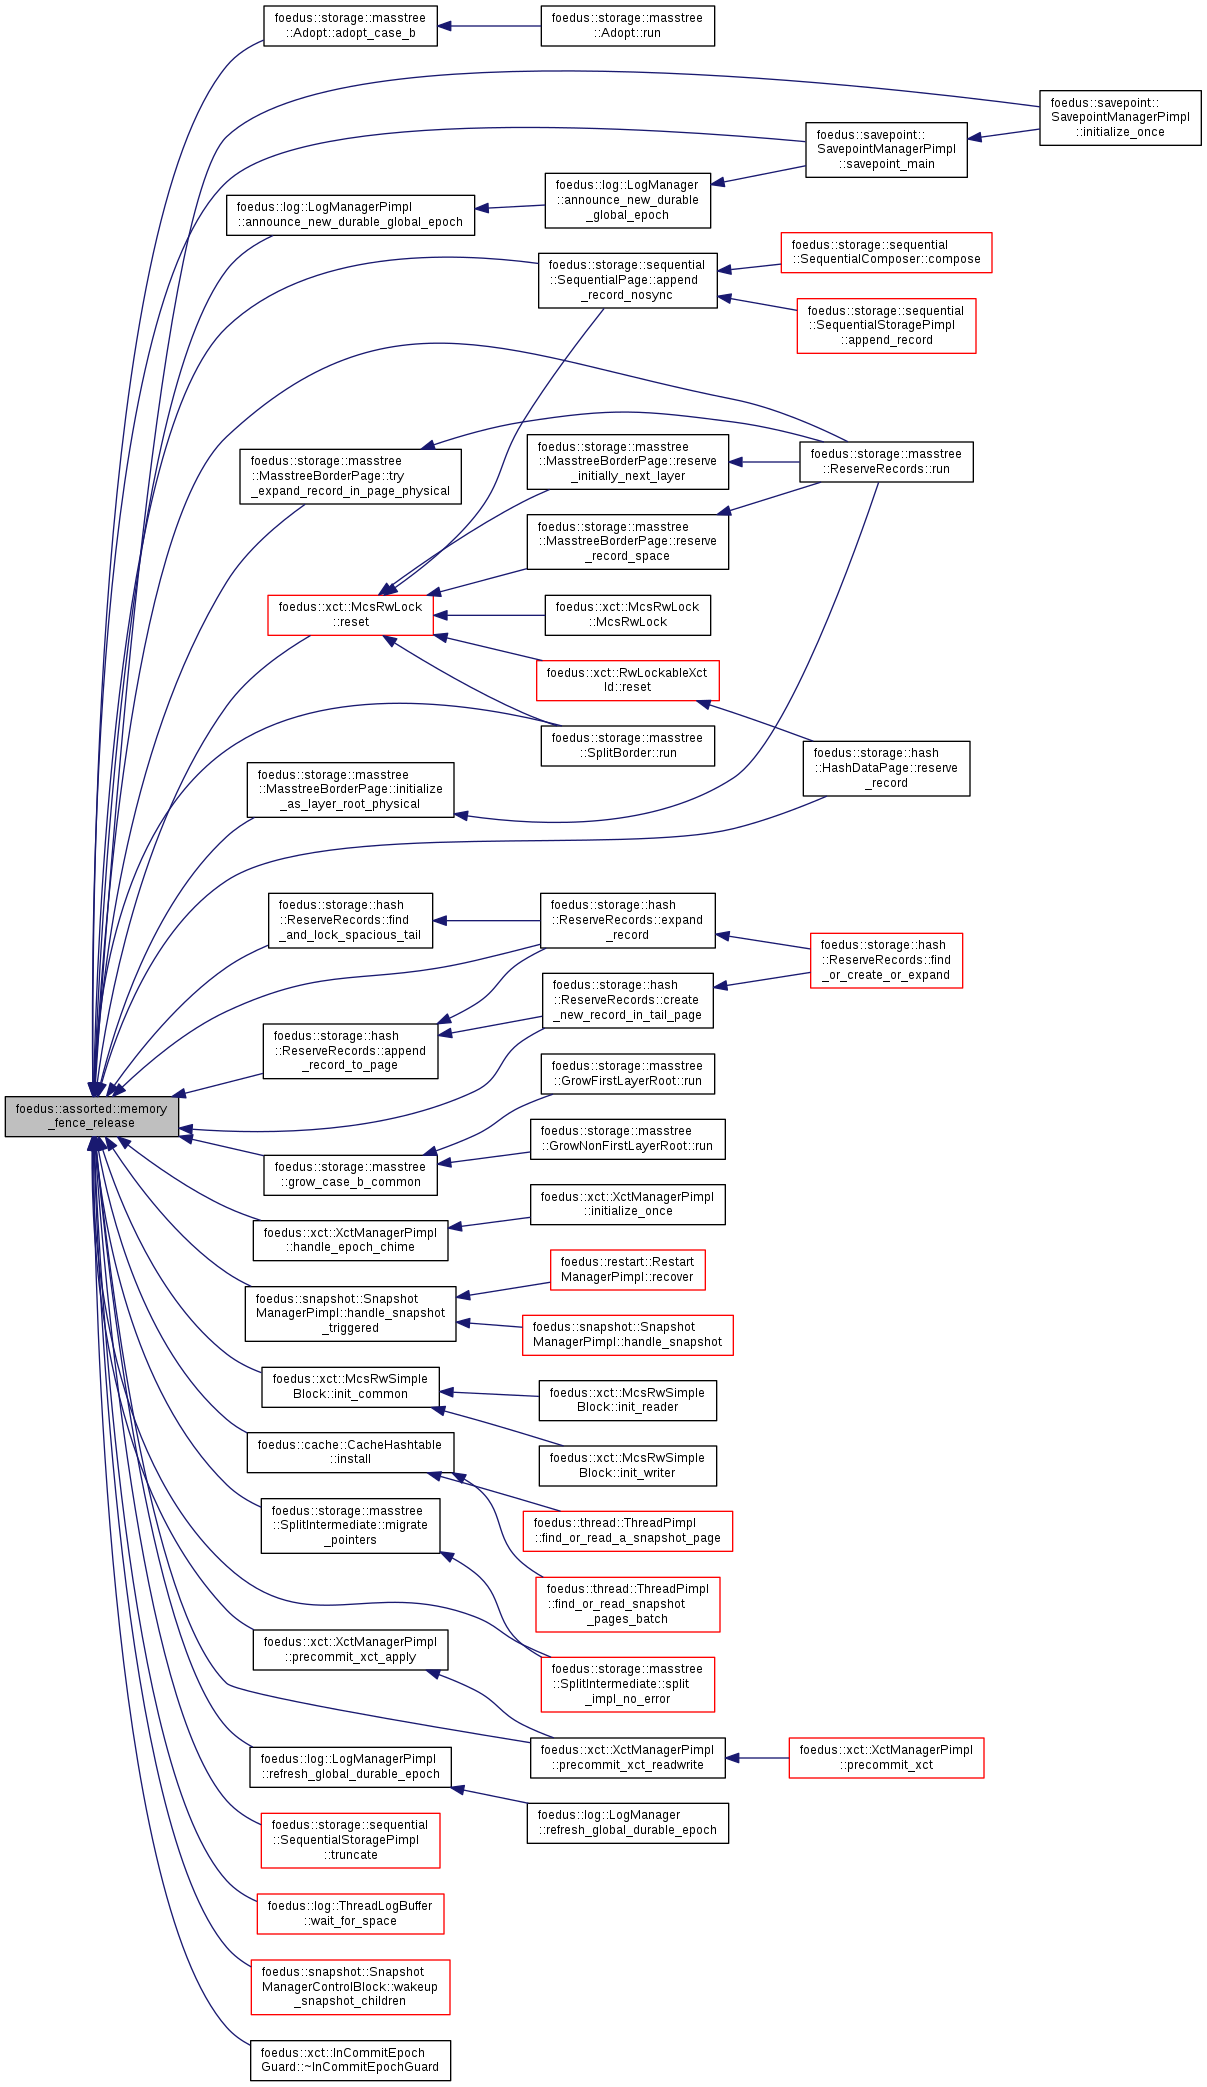 foedus::storage::masstree
::Adopt::adopt_case_b
foedus::storage::masstree
::Adopt::run
foedus::savepoint::
SavepointManagerPimpl
::initialize_once
foedus::savepoint::
SavepointManagerPimpl
::savepoint_main
foedus::log::LogManager
::announce_new_durable
_global_epoch
foedus::log::LogManagerPimpl
::announce_new_durable_global_epoch
foedus::storage::sequential
::SequentialComposer::compose
foedus::storage::sequential
::SequentialPage::append
_record_nosync
foedus::storage::sequential
::SequentialStoragePimpl
::append_record
foedus::storage::masstree
::MasstreeBorderPage::try
_expand_record_in_page_physical
foedus::storage::masstree
::MasstreeBorderPage::reserve
_initially_next_layer
foedus::storage::masstree
::ReserveRecords::run
foedus::storage::masstree
::MasstreeBorderPage::reserve
_record_space
foedus::xct::McsRwLock
::reset
foedus::xct::McsRwLock
::McsRwLock
foedus::xct::RwLockableXct
Id::reset
foedus::storage::masstree
::SplitBorder::run
foedus::storage::hash
::HashDataPage::reserve
_record
foedus::storage::masstree
::MasstreeBorderPage::initialize
_as_layer_root_physical
foedus::storage::hash
::ReserveRecords::find
_and_lock_spacious_tail
foedus::storage::hash
::ReserveRecords::expand
_record
foedus::storage::hash
::ReserveRecords::find
_or_create_or_expand
foedus::storage::hash
::ReserveRecords::create
_new_record_in_tail_page
foedus::storage::hash
::ReserveRecords::append
_record_to_page
foedus::storage::masstree
::GrowFirstLayerRoot::run
foedus::assorted::memory
_fence_release
foedus::storage::masstree
::GrowNonFirstLayerRoot::run
foedus::storage::masstree
::grow_case_b_common
foedus::xct::XctManagerPimpl
::initialize_once
foedus::xct::XctManagerPimpl
::handle_epoch_chime
foedus::restart::Restart
ManagerPimpl::recover
foedus::snapshot::Snapshot
ManagerPimpl::handle_snapshot
_triggered
foedus::snapshot::Snapshot
ManagerPimpl::handle_snapshot
foedus::xct::McsRwSimple
Block::init_common
foedus::xct::McsRwSimple
Block::init_reader
foedus::cache::CacheHashtable
::install
foedus::xct::McsRwSimple
Block::init_writer
foedus::storage::masstree
::SplitIntermediate::migrate
_pointers
foedus::thread::ThreadPimpl
::find_or_read_a_snapshot_page
foedus::thread::ThreadPimpl
::find_or_read_snapshot
_pages_batch
foedus::xct::XctManagerPimpl
::precommit_xct_apply
foedus::storage::masstree
::SplitIntermediate::split
_impl_no_error
foedus::xct::XctManagerPimpl
::precommit_xct_readwrite
foedus::xct::XctManagerPimpl
::precommit_xct
foedus::log::LogManagerPimpl
::refresh_global_durable_epoch
foedus::log::LogManager
::refresh_global_durable_epoch
foedus::storage::sequential
::SequentialStoragePimpl
::truncate
foedus::log::ThreadLogBuffer
::wait_for_space
foedus::snapshot::Snapshot
ManagerControlBlock::wakeup
_snapshot_children
foedus::xct::InCommitEpoch
Guard::~InCommitEpochGuard